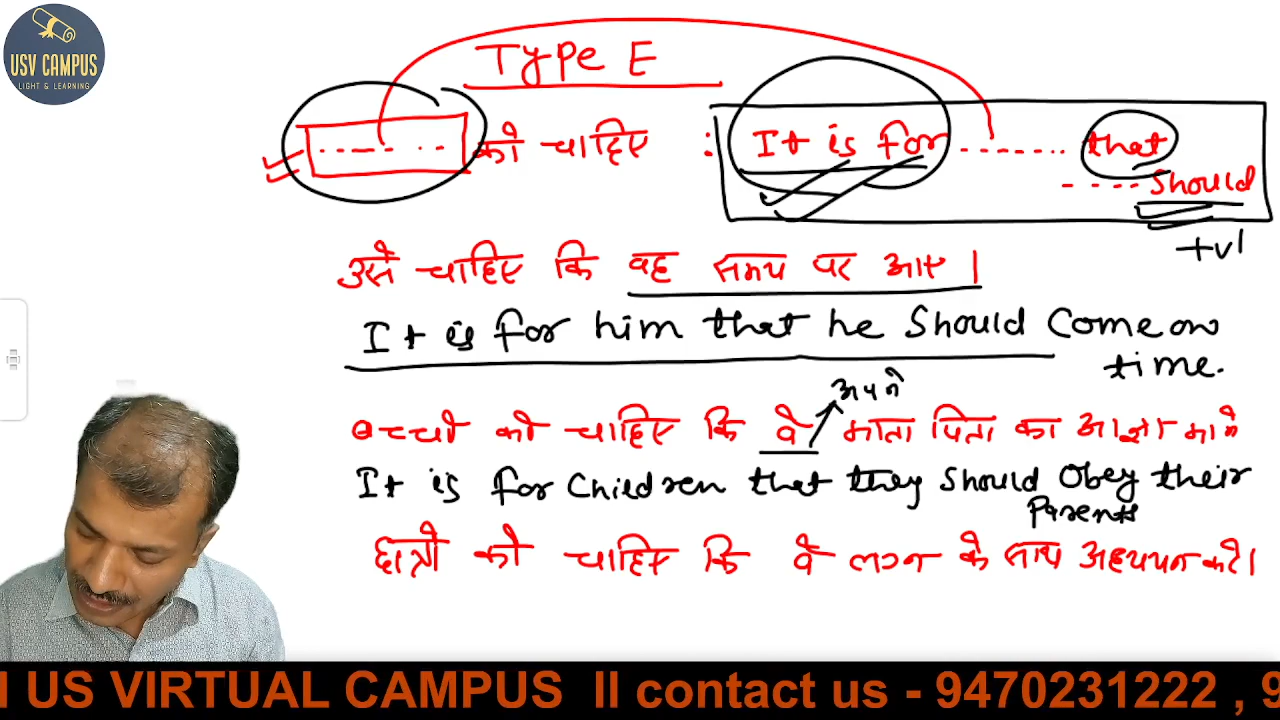 USV CAMPUS
LIGHT & LEARNING
Type E
........ को चाहिए : It is for ........ that
....... Should
+v1
उसे चाहिए कि वह समय पर आए ।
It is for him that he Should Come on
time.
अपने
बच्चों को चाहिए कि वे माता पिता का आज्ञा माने
It is for Children that they Should Obey their
Parents
छात्रों को चाहिए कि वे लगन के साथ अध्ययन करे।
US VIRTUAL CAMPUS II contact us - 9470231222 , 9